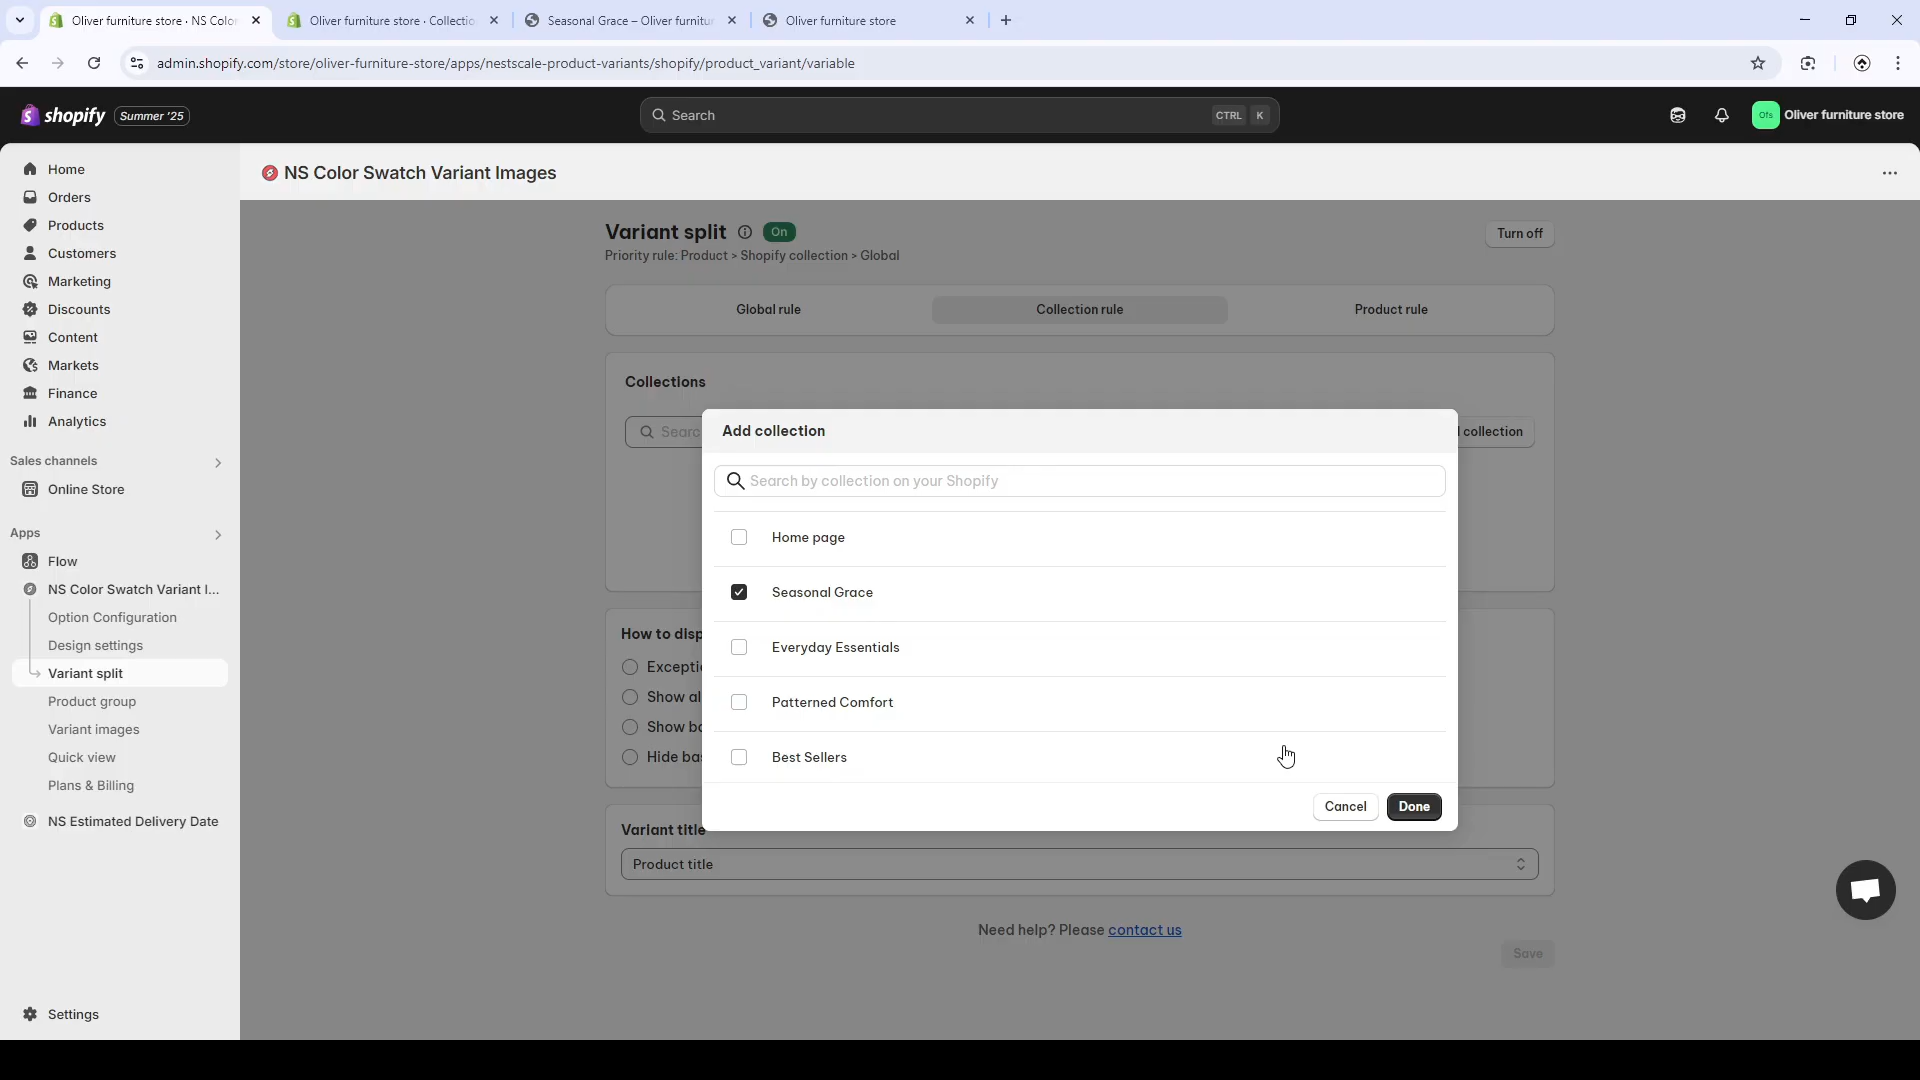 Oliver furniture store · NS Color
Oliver furniture store · Collectio
Seasonal Grace – Oliver furnitur
Oliver furniture store
admin.shopify.com/store/oliver-furniture-store/apps/nestscale-product-variants/shopify/product_variant/variable
shopify
Summer '25
Search
CTRL K
Ofs
Oliver furniture store
Home
Orders
Products
Customers
Marketing
Discounts
Content
Markets
Finance
Analytics
Sales channels
Online Store
Apps
Flow
NS Color Swatch Variant I...
Option Configuration
Design settings
Variant split
Product group
Variant images
Quick view
Plans & Billing
NS Estimated Delivery Date
Settings
NS Color Swatch Variant Images
Variant split
On
Turn off
Priority rule: Product > Shopify collection > Global
Global rule
Collection rule
Product rule
Collections
Searc
collection
How to disp
Excepti
Show al
Show ba
Hide bas
Add collection
Search by collection on your Shopify
Home page
Seasonal Grace
Everyday Essentials
Patterned Comfort
Best Sellers
Cancel
Done
Variant title
Product title
Need help? Please contact us
Save